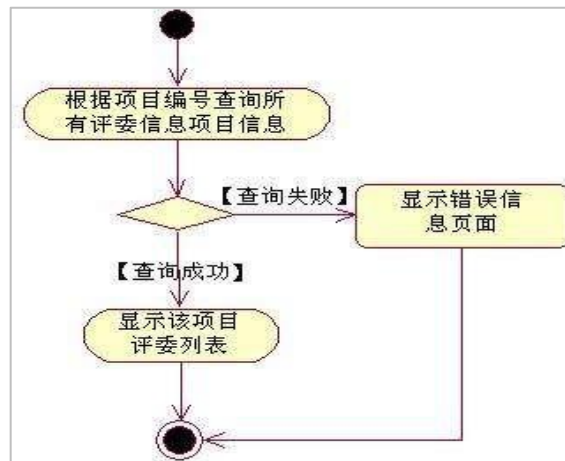 根据项目编号查询所
有评委信息项目信息
【查询失败】
显示错误信
息页面
【查询成功】
显示该项目
评委列表